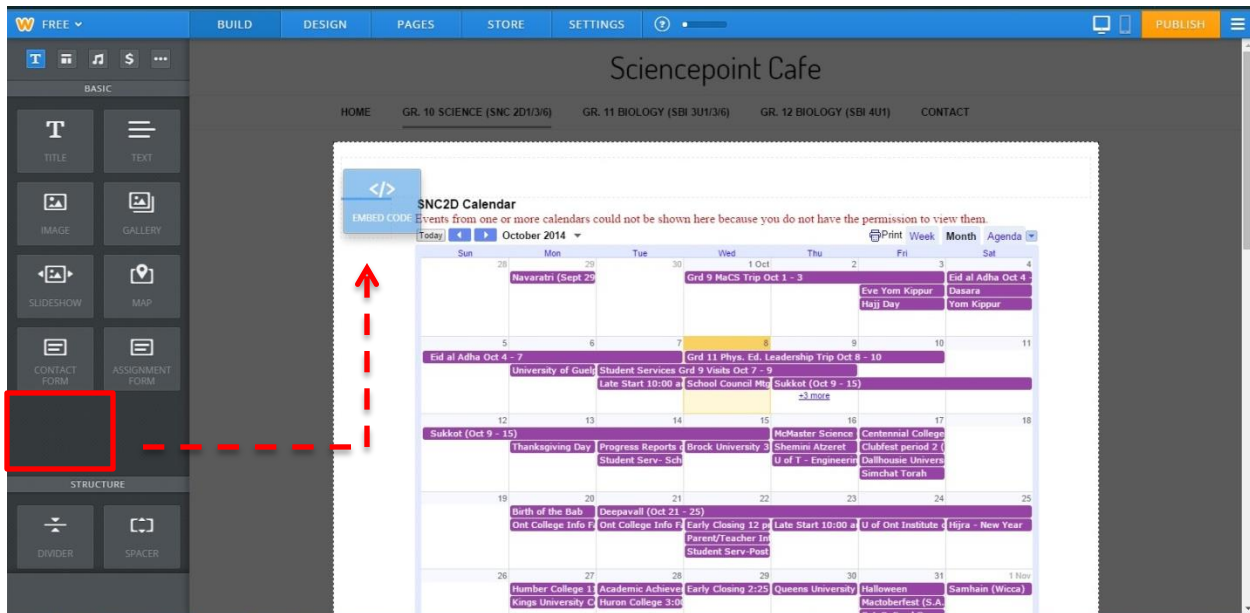 FREE BUILD DESIGN PAGES STORE SETTINGS ? PUBLISH
T $
BASIC
Sciencepoint Cafe
HOME GR. 10 SCIENCE (SNC 2D1/3/6) GR. 11 BIOLOGY (SBI 3U1/3/6) GR. 12 BIOLOGY (SBI 4U1) CONTACT
T
TITLE TEXT
IMAGE GALLERY
SLIDESHOW MAP
CONTACT FORM ASSIGNMENT FORM
STRUCTURE
DIVIDER SPACER
</>
EMBED CODE
SNC2D Calendar
Events from one or more calendars could not be shown here because you do not have the permission to view them.
Today October 2014 Print Week Month Agenda
Sun Mon Tue Wed Thu Fri Sat
28 29 30 1 Oct 2 3 4
Navaratri (Sept 29 Grd 9 MaCS Trip Oct 1 - 3 Eid al Adha Oct 4 -
Eve Yom Kippur Dasara
Hajj Day Yom Kippur
5 6 7 8 9 10 11
Eid al Adha Oct 4 - 7 Grd 11 Phys. Ed. Leadership Trip Oct 8 - 10
University of Guelp Student Services Grd 9 Visits Oct 7 - 9
Late Start 10:00 a School Council Mtg Sukkot (Oct 9 - 15)
+3 more
12 13 14 15 16 17 18
Sukkot (Oct 9 - 15) McMaster Science Centennial College
Thanksgiving Day Progress Reports Brock University 3 Shemini Atzeret Clubfest period 2 (
Student Serv- Sch U of T - Engineerin Dallhousie Univers
Simchat Torah
19 20 21 22 23 24 25
Birth of the Bab Deepavall (Oct 21 - 25)
Ont College Info F Ont College Info F Early Closing 12 p Late Start 10:00 a U of Ont Institute Hijra - New Year
Parent/Teacher In
Student Serv-Post
26 27 28 29 30 31 1 Nov
Humber College 1 Academic Achieve Early Closing 2:25 Queens University Halloween Samhain (Wicca)
Kings University C Huron College 3:0 Mactoberfest (S.A.